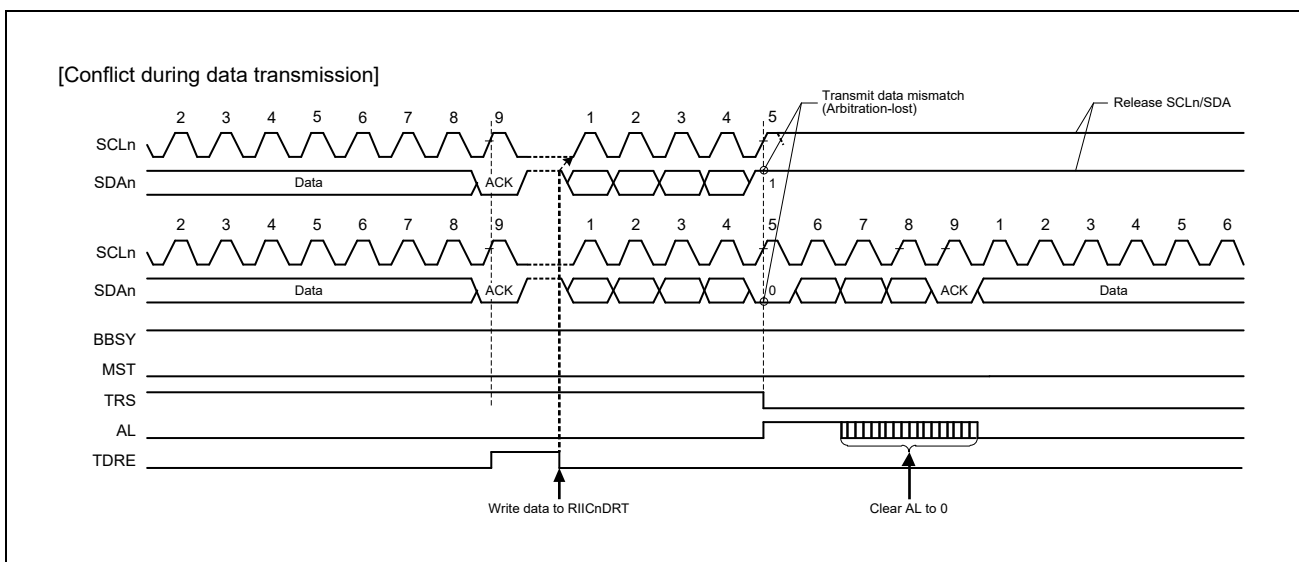 [Conflict during data transmission]
Transmit data mismatch
(Arbitration-lost)
Release SCLn/SDA
2 3 4 5 6 7 8 9 1 2 3 4 5
SCLn
SDAn Data ACK 1
2 3 4 5 6 7 8 9 1 2 3 4 5 6 7 8 9 1 2 3 4 5 6
SCLn
SDAn Data ACK 0 ACK Data
BBSY
MST
TRS
AL
TDRE
Write data to RIICnDRT Clear AL to 0